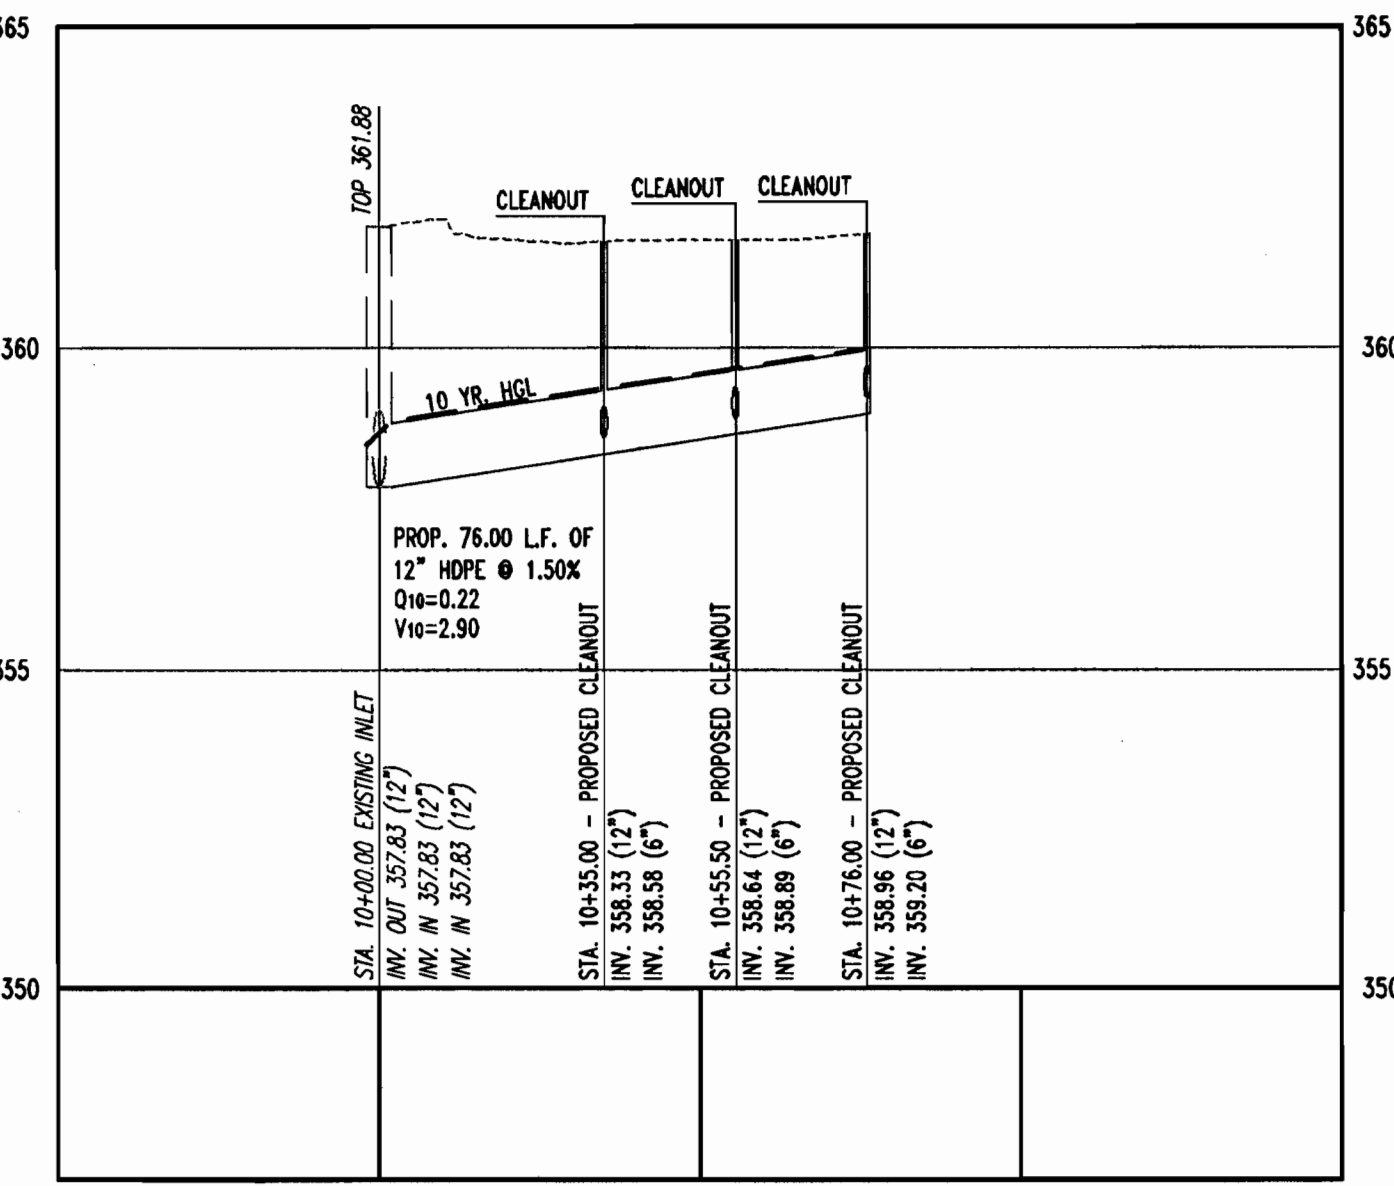 365
365
TOP 361.88
CLEANOUT
CLEANOUT
CLEANOUT
360
360
10 YR. HGL
PROP. 76.00 L.F. OF
12" HDPE @ 1.50%
Q10=0.22
V10=2.90
355
355
STA. 10+00.00 EXISTING INLET
INV. OUT 357.83 (12")
INV. IN 357.83 (12")
INV. IN 357.83 (12")
STA. 10+35.00 - PROPOSED CLEANOUT
INV. 358.33 (12")
INV. 358.58 (6")
STA. 10+55.50 - PROPOSED CLEANOUT
INV. 358.64 (12")
INV. 358.89 (6")
STA. 10+76.00 - PROPOSED CLEANOUT
INV. 358.96 (12")
INV. 359.20 (6")
350
350